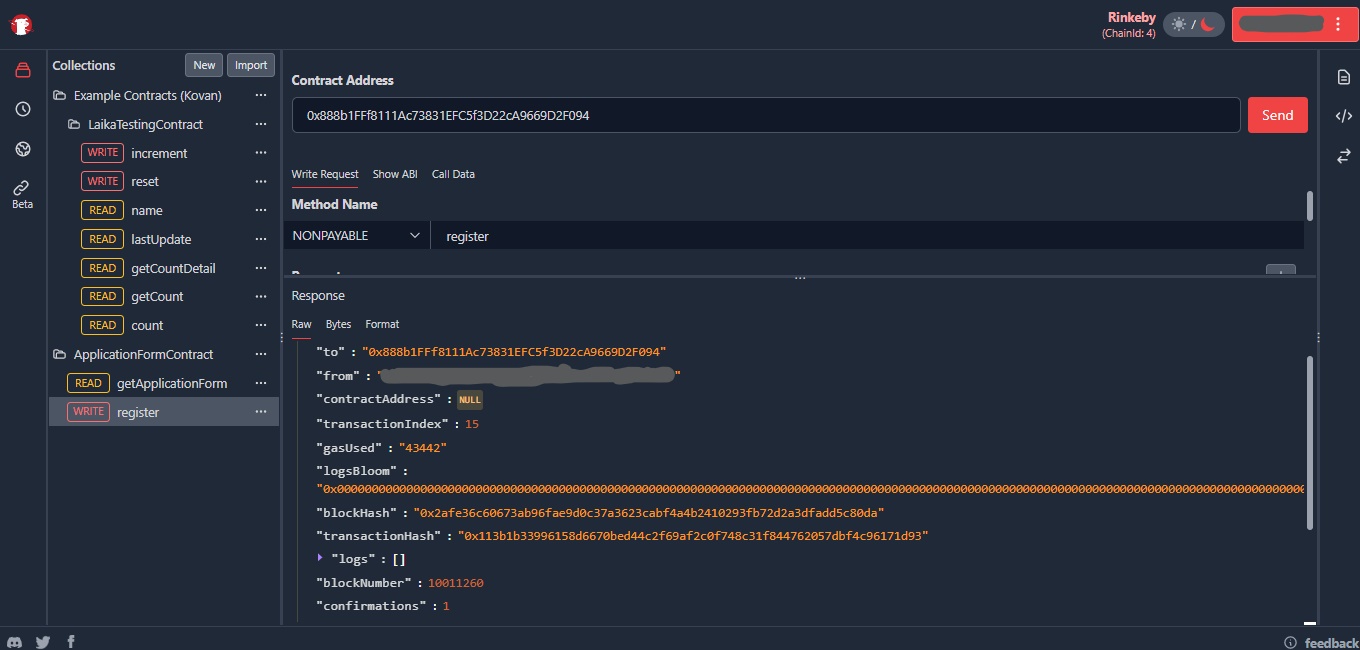 Rinkeby
(ChainId: 4)
/
Collections
New
Import
Example Contracts (Kovan)
LaikaTestingContract
WRITE increment
WRITE reset
READ name
READ lastUpdate
READ getCountDetail
READ getCount
READ count
ApplicationFormContract
READ getApplicationForm
WRITE register
Beta
Contract Address
0x888b1FFf8111Ac73831EFC5f3D22cA9669D2F094
Send
Write Request Show ABI Call Data
Method Name
NONPAYABLE register
Response
Raw Bytes Format
"to" : "0x888b1FFf8111Ac73831EFC5f3D22cA9669D2F094"
"from" : " "
"contractAddress" : NULL
"transactionIndex" : 15
"gasUsed" : "43442"
"logsBloom" :
"blockHash" : "0x2afe36c60673ab96fae9d0c37a3623cabf4a4b2410293fb72d2a3dfadd5c80da"
"transactionHash" : "0x113b1b33996158d6670bed44c2f69af2c0f748c31f844762057dbf4c96171d93"
"logs" : []
"blockNumber" : 10011260
"confirmations" : 1
feedback